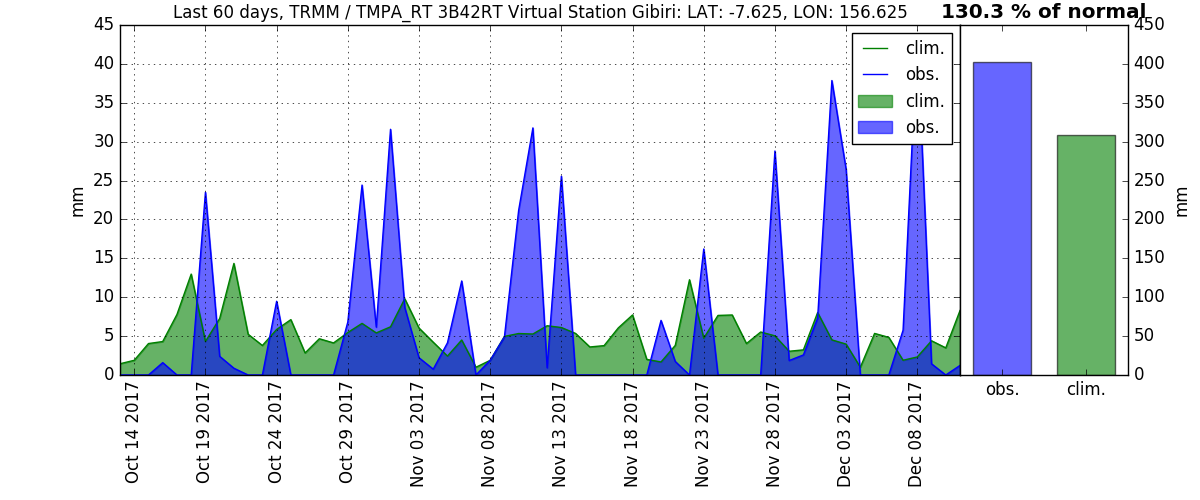 Last 60 days, TRMM / TMPA_RT 3B42RT Virtual Station Gibiri: LAT: -7.625, LON: 156.625
130.3 % of normal
45
40
35
30
25
20
15
10
5
0
mm
clim.
obs.
clim.
obs.
450
400
350
300
250
200
150
100
50
0
mm
Oct 14 2017
Oct 19 2017
Oct 24 2017
Oct 29 2017
Nov 03 2017
Nov 08 2017
Nov 13 2017
Nov 18 2017
Nov 23 2017
Nov 28 2017
Dec 03 2017
Dec 08 2017
obs.
clim.